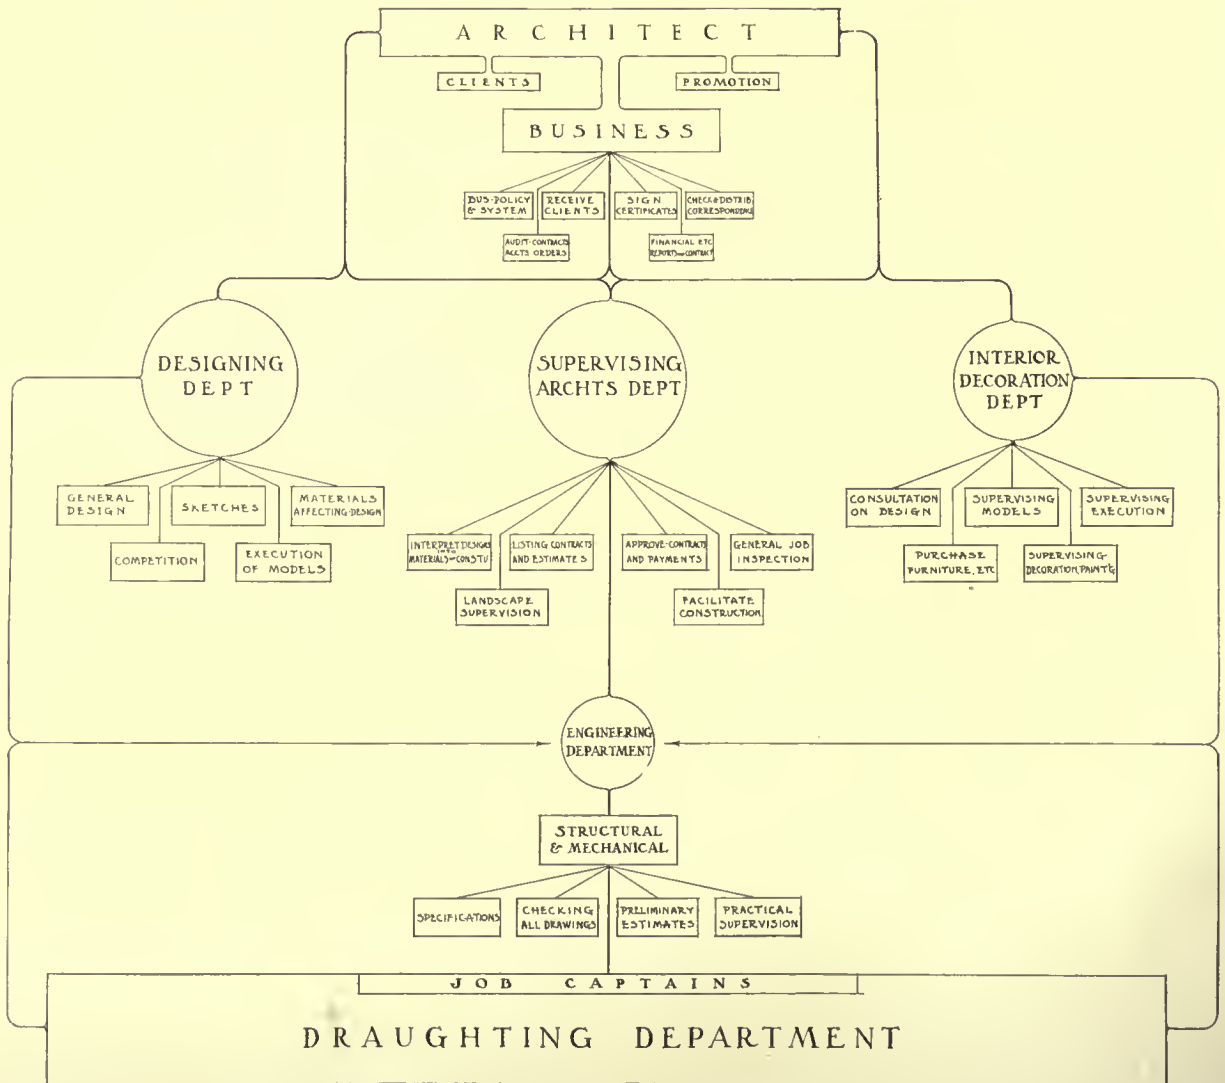 ARCHITECT
CLIENTS
PROMOTION
BUSINESS
BUS-POLICY
& SYSTEM
RECEIVE
CLIENTS
SIGN
CERTIFICATES
CHECK & DISTRIB.
CORRESPONDENCE
AUDIT-CONTRACTS
ACCTS ORDERS
FINANCIAL ETC
REPORTS CONTRACT
DESIGNING
DEPT
SUPERVISING
ARCHTS DEPT
INTERIOR
DECORATION
DEPT
GENERAL
DESIGN
SKETCHES
MATERIALS
AFFECTING-DESIGN
COMPETITION
EXECUTION
OF MODELS
INTERPRET DESIGNS
INTO
MATERIALS CONSTU
LISTING CONTRACTS
AND ESTIMATES
APPROVE-CONTRACTS
AND PAYMENTS
GENERAL JOB
INSPECTION
LANDSCAPE
SUPERVISION
FACILITATE
CONSTRUCTION
CONSULTATION
ON DESIGN
SUPERVISING
MODELS
SUPERVISING
EXECUTION
PURCHASE
FURNITURE, ETC
SUPERVISING
DECORATION, PAINT'G
ENGINEERING
DEPARTMENT
STRUCTURAL
& MECHANICAL
SPECIFICATIONS
CHECKING
ALL DRAWINGS
PRELIMINARY
ESTIMATES
PRACTICAL
SUPERVISION
JOB CAPTAINS
DRAUGHTING DEPARTMENT